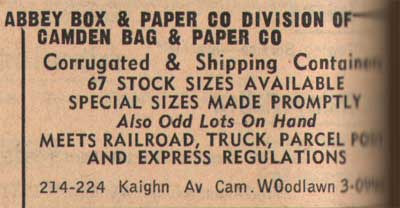 ABBEY BOX & PAPER CO DIVISION OF
CAMDEN BAG & PAPER CO
Corrugated & Shipping Containers
67 STOCK SIZES AVAILABLE
SPECIAL SIZES MADE PROMPTLY
Also Odd Lots On Hand
MEETS RAILROAD, TRUCK, PARCEL POST
AND EXPRESS REGULATIONS
214-224 Kaighn Av Cam. WOodlawn